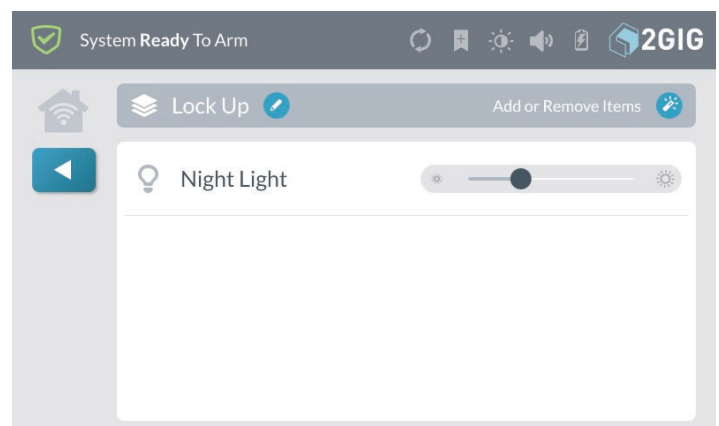 System Ready To Arm
2GIG
Lock Up
Add or Remove Items
Night Light